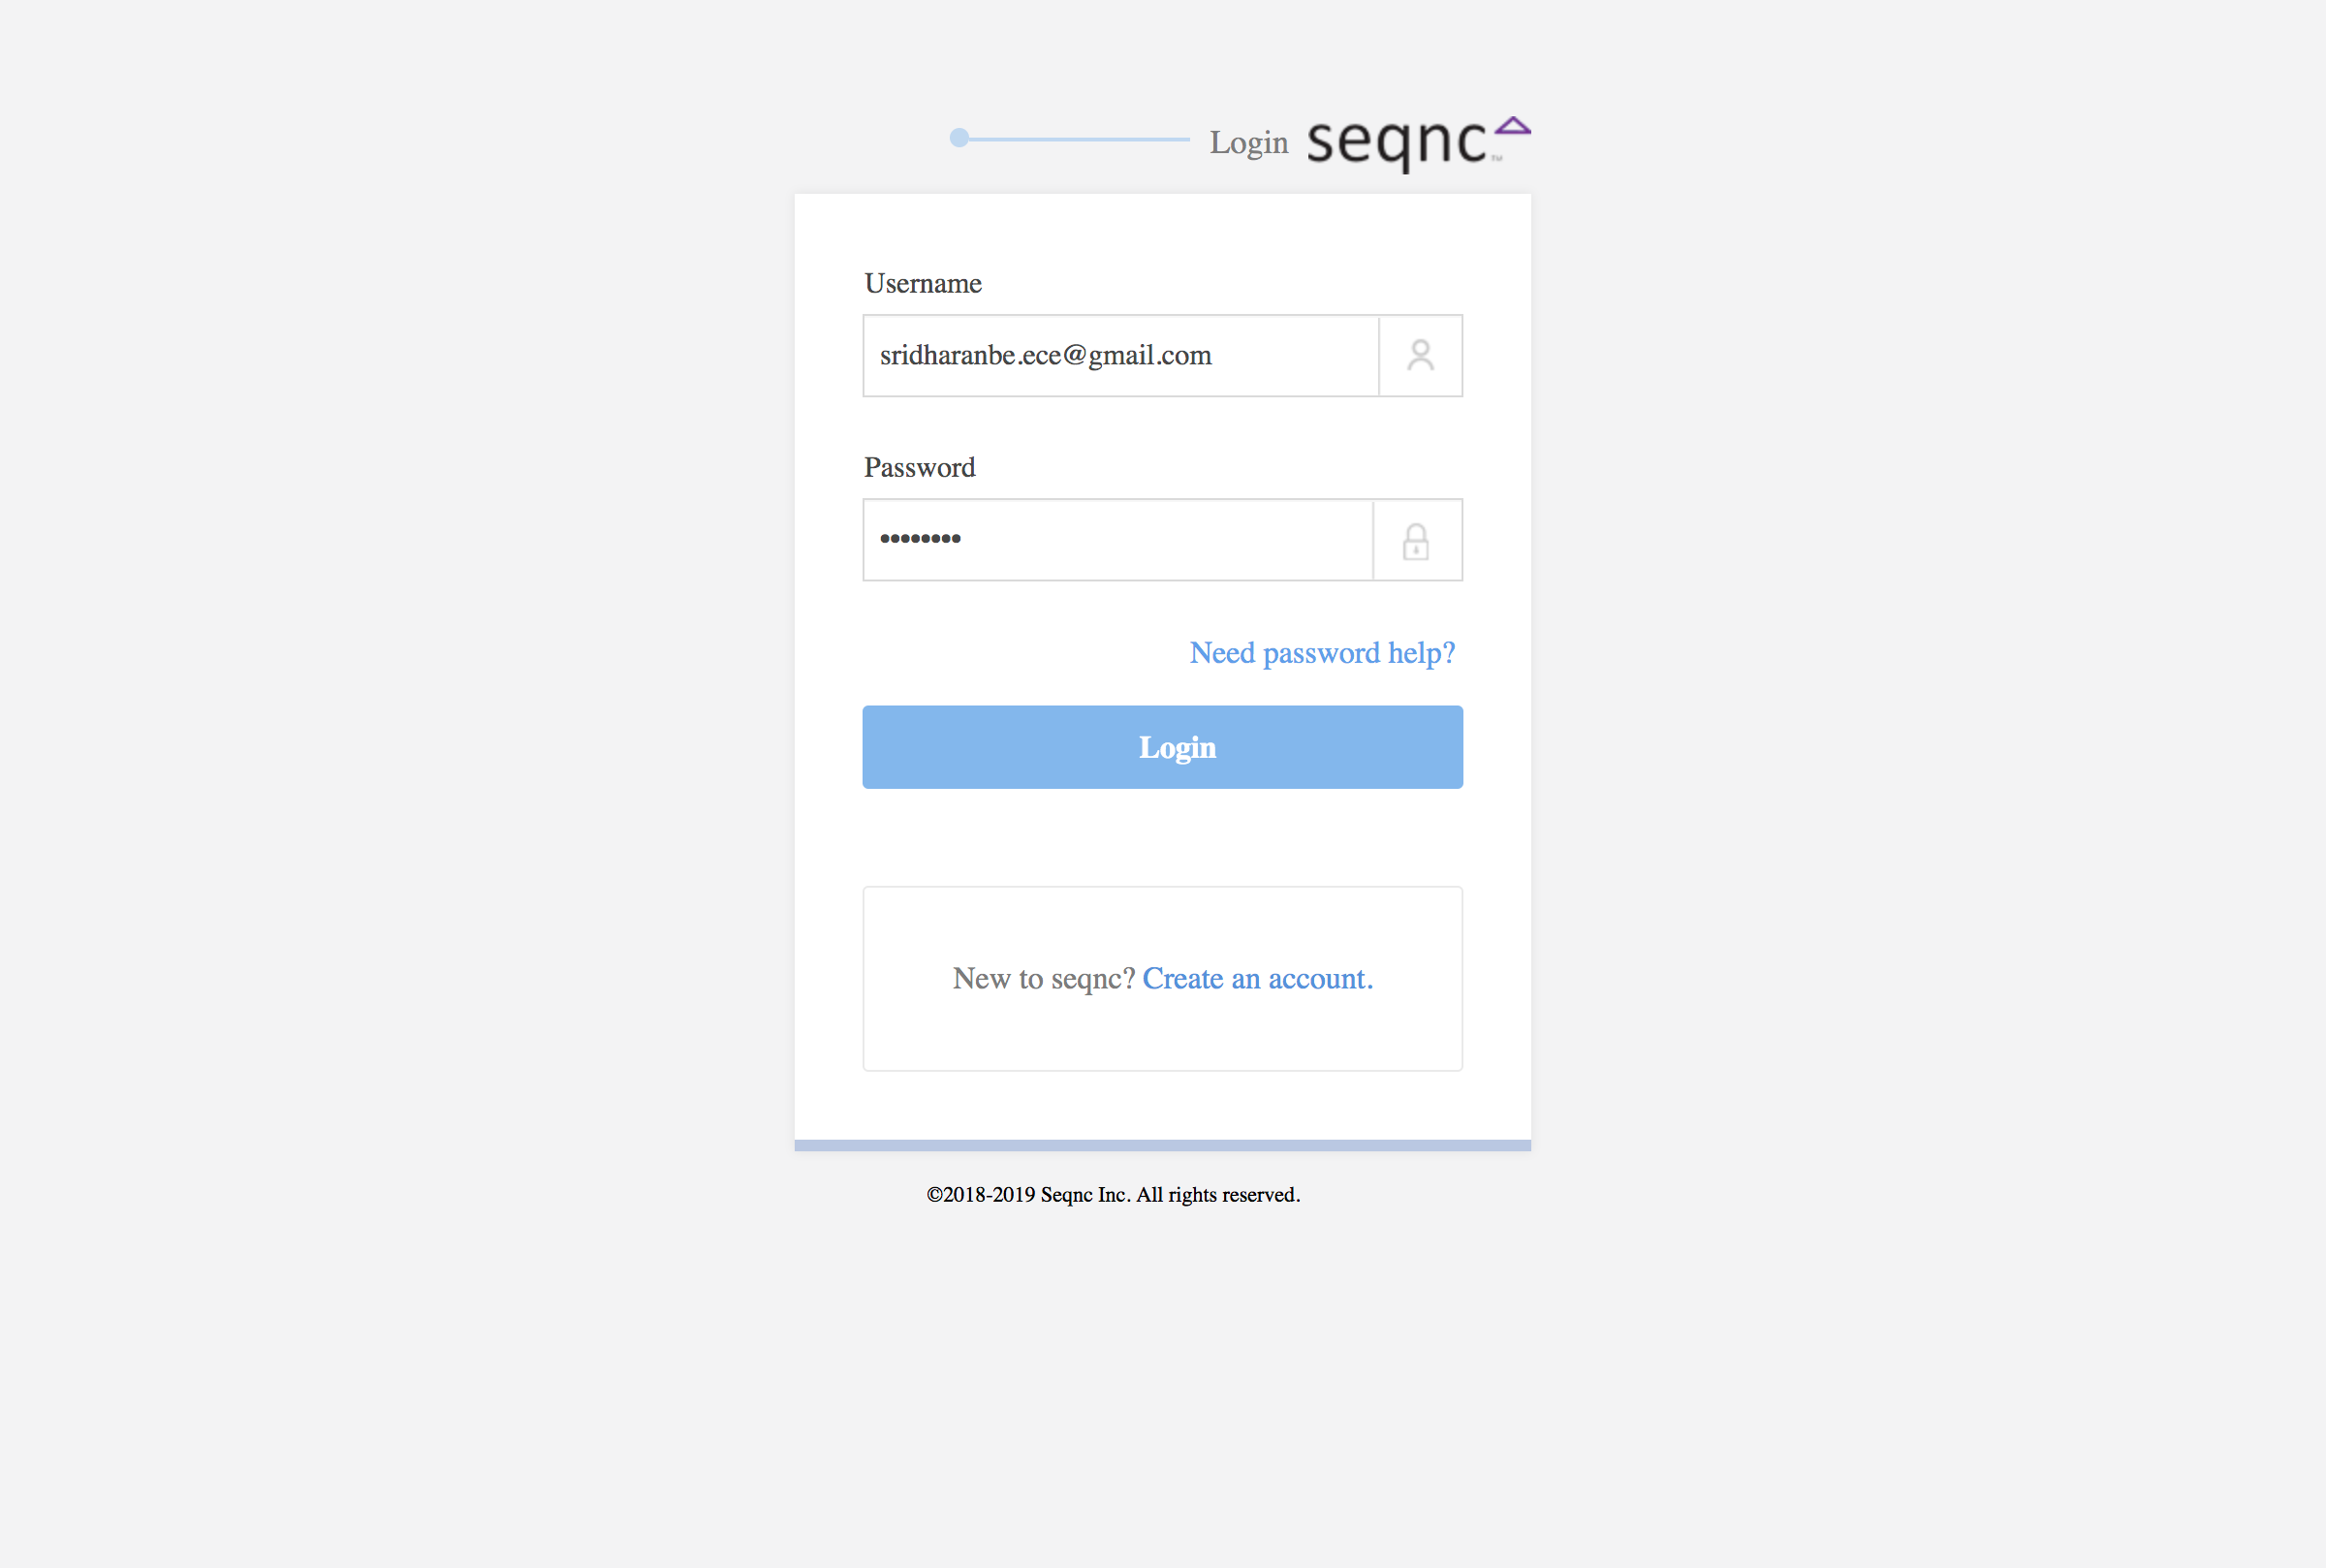 Login seqnc™
Username
sridharanbe.ece@gmail.com
Password
••••••••
Need password help?
Login
New to seqnc? Create an account.
©2018-2019 Seqnc Inc. All rights reserved.